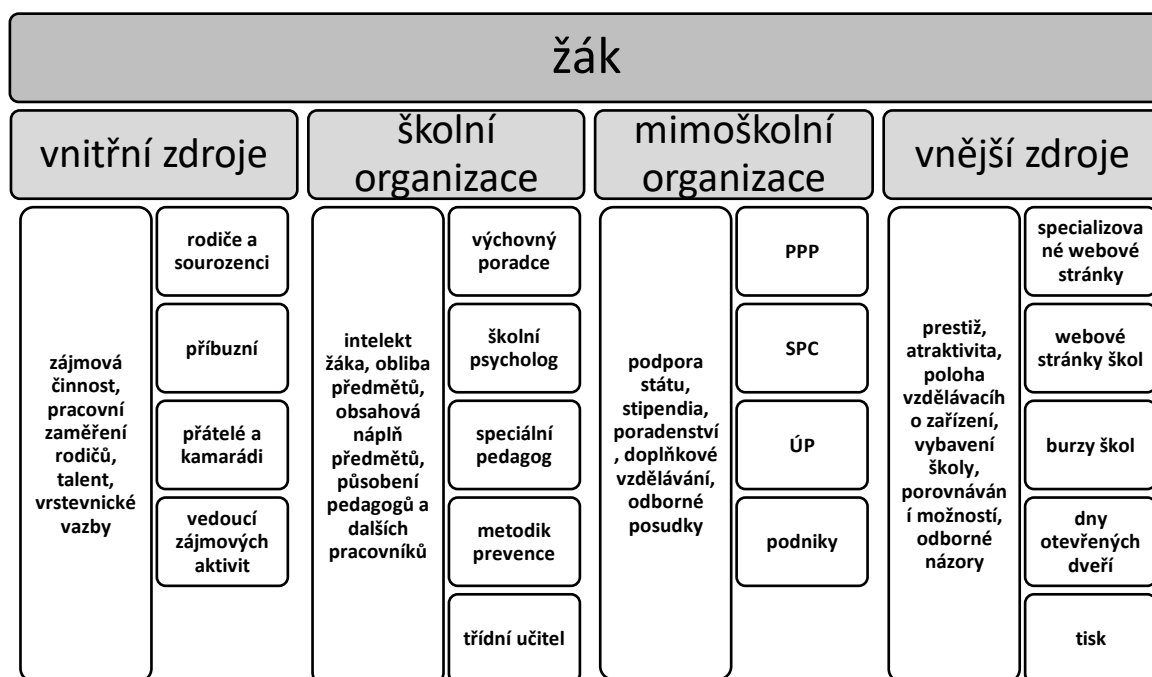 žák
vnitřní zdroje
školní
organizace
mimoškolní
organizace
vnější zdroje
zájmová
činnost,
pracovní
zaměření
rodičů,
talent,
vrstevnické
vazby
rodiče a
sourozenci
příbuzní
přátelé a
kamarádi
vedoucí
zájmových
aktivit
intelekt
žáka, obliba
předmětů,
obsahová
náplň
předmětů,
působení
pedagogů a
dalších
pracovníků
výchovný
poradce
školní
psycholog
speciální
pedagog
metodik
prevence
třídní učitel
podpora
státu,
stipendia,
poradenství
, doplňkové
vzdělávání,
odborné
posudky
PPP
SPC
ÚP
podniky
prestiž,
atraktivita,
poloha
vzdělávacíh
o zařízení,
vybavení
školy,
porovnáván
í možností,
odborné
názory
specializova
né webové
stránky
webové
stránky škol
burzy škol
dny
otevřených
dveří
tisk